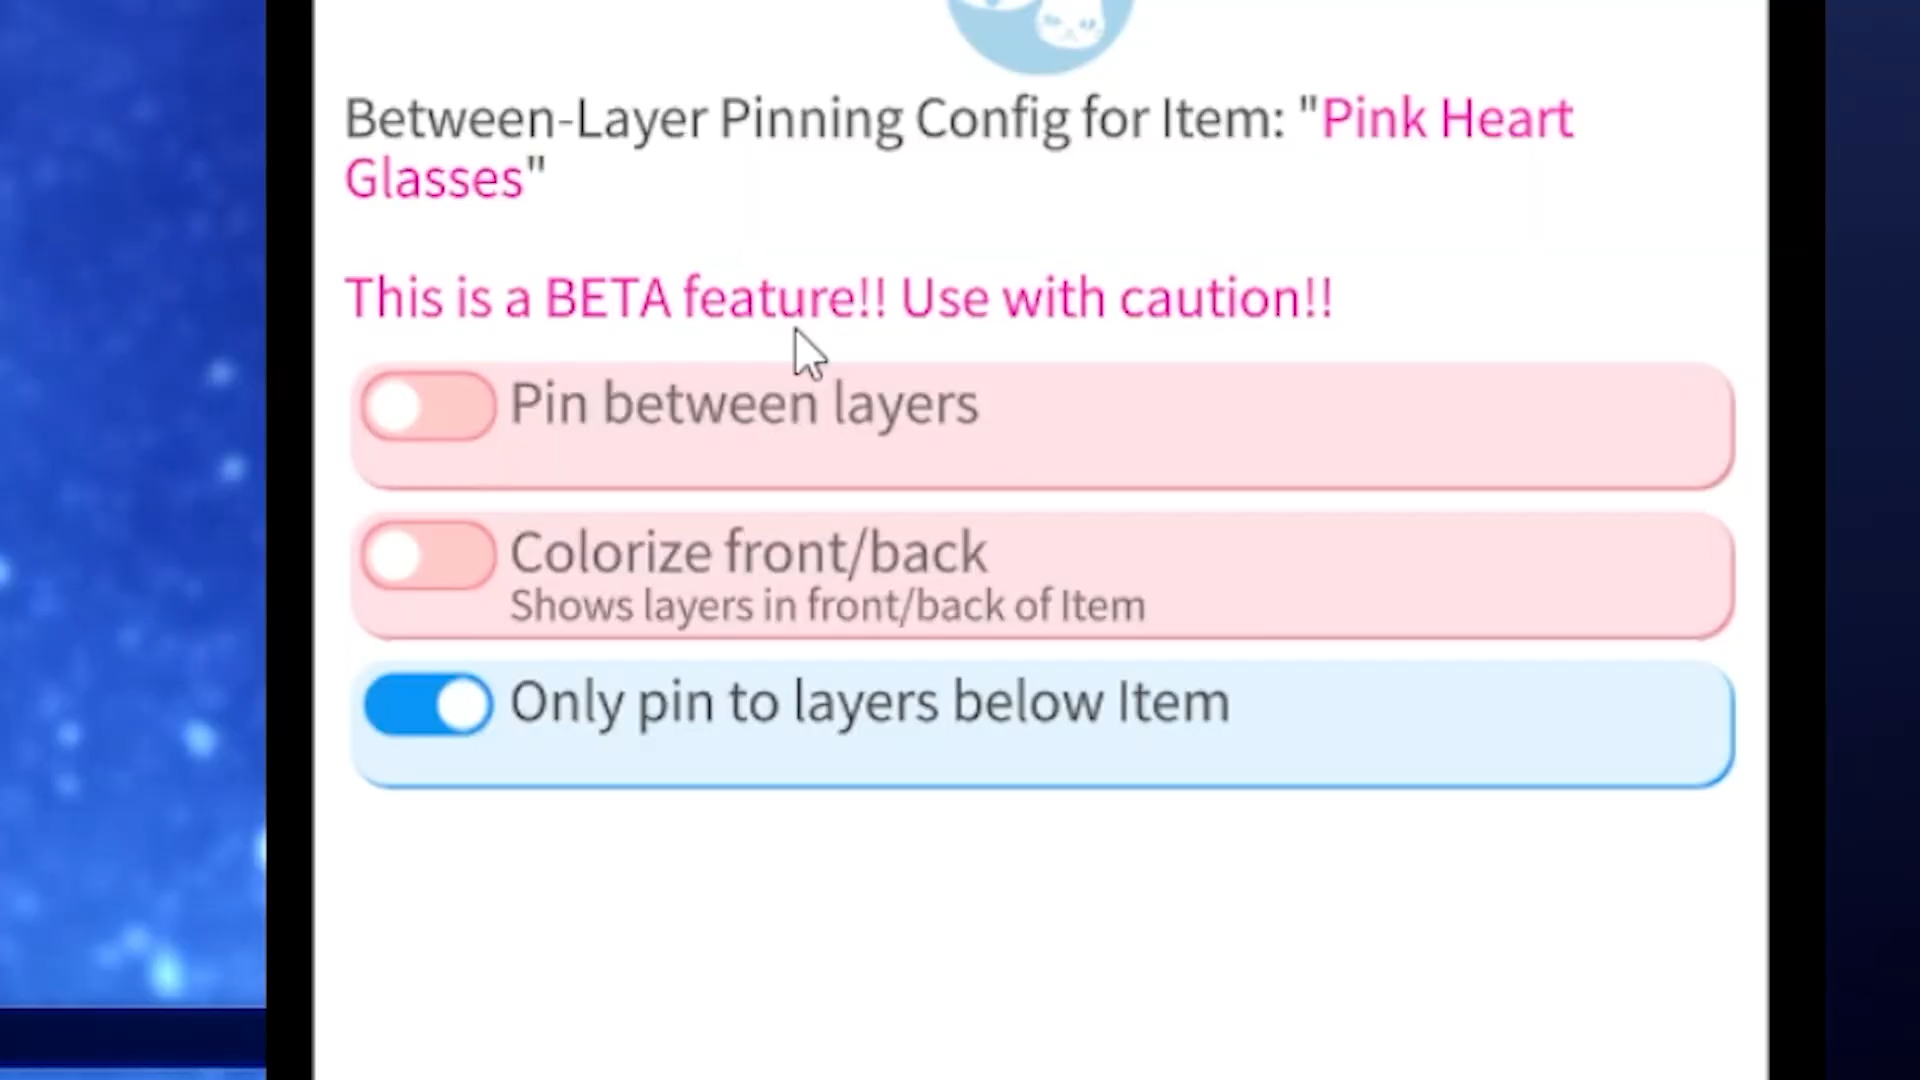 Between-Layer Pinning Config for Item: "Pink Heart
Glasses"
This is a BETA feature!! Use with caution!!
Pin between layers
Colorize front/back
Shows layers in front/back of Item
Only pin to layers below Item